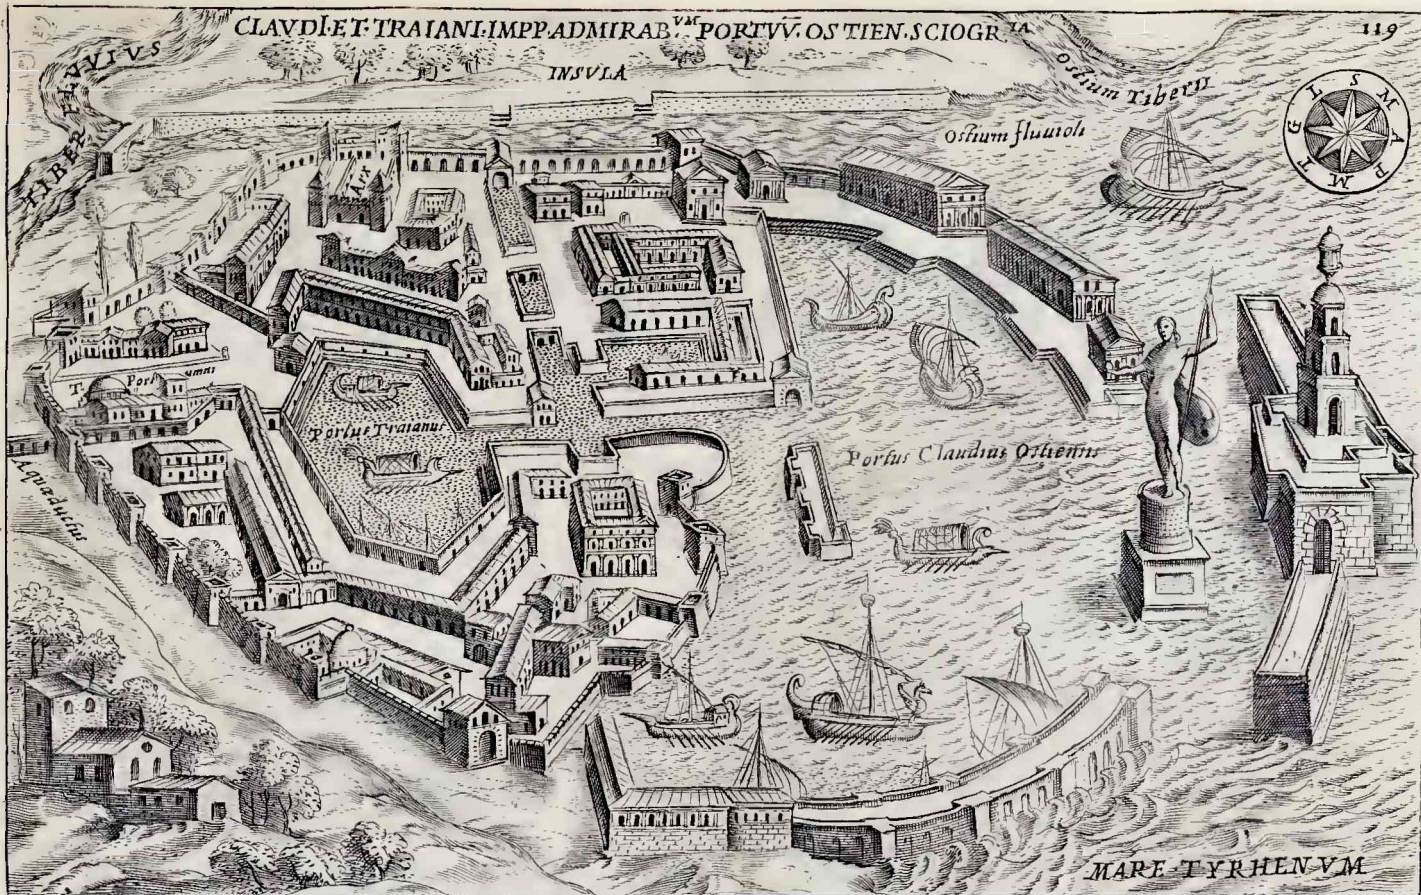 CLAVDI·ET·TRAIANI·IMPP·ADMIRAB.VM PORTVV̄·OSTIEN·SCIOGR.IA
119
INSVLA
TIBER FLVVIVS
Ostium Tiberis
Ostium fluuioli
S M A P M T G L
Arx
Portus Traianus
Portus Claudius Ostiensis
Aquæductus
MARE·TYRHENVM